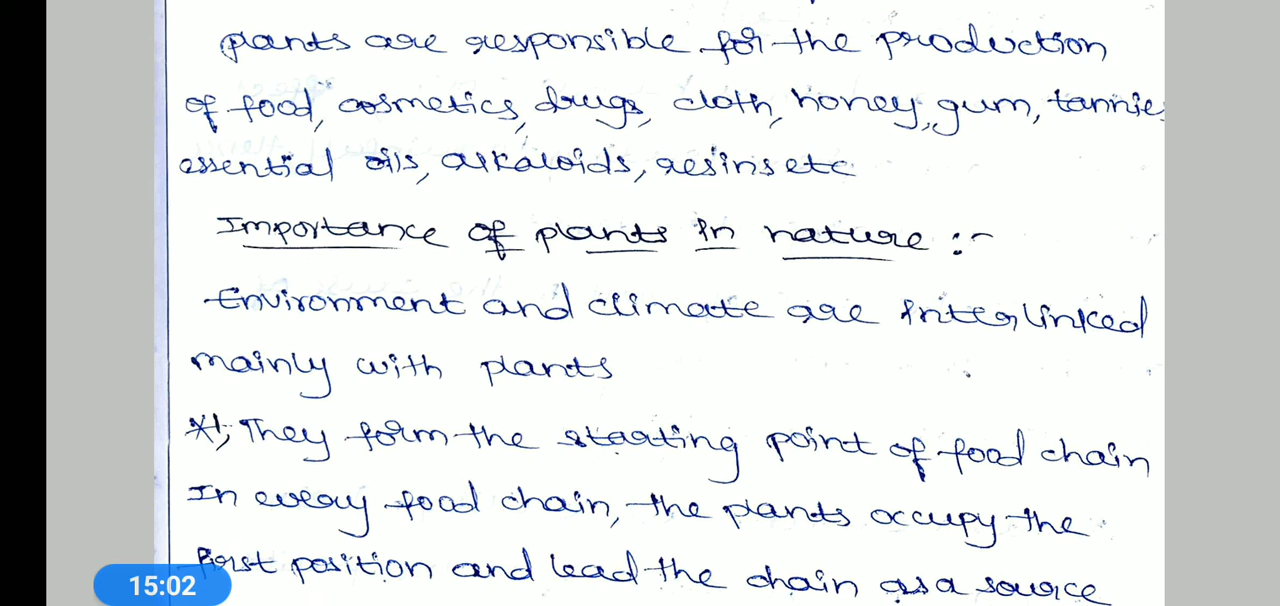 plants are responsible for the production
of food, cosmetics, drugs, cloth, honey, gum, tannic
essential oils, alkaloids, resins etc
Importance of plants in nature :-
Environment and climate are interlinked
mainly with plants
*1, They form the starting point of food chain
In every food chain, the plants occupy the
first position and lead the chain as a source
15:02